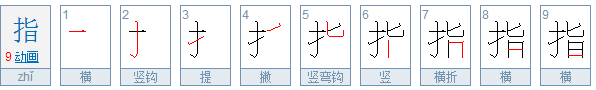 指 1 2 3 4 5 6 7 8 9
9 动画
zhǐ 横 竖钩 提 撇 竖弯钩 竖 横折 横 横